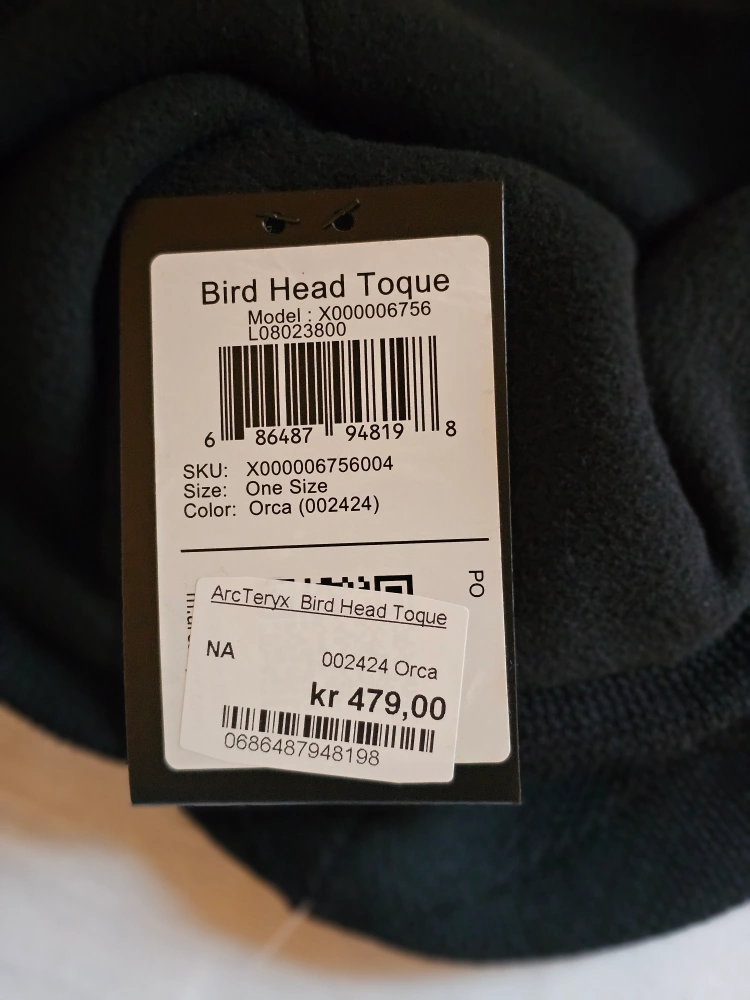 Bird Head Toque
Model : X000006756
L08023800
6 86487 94819 8
SKU: X000006756004
Size: One Size
Color: Orca (002424)
PO
ArcTeryx Bird Head Toque
NA
002424 Orca
kr 479,00
0686487948198